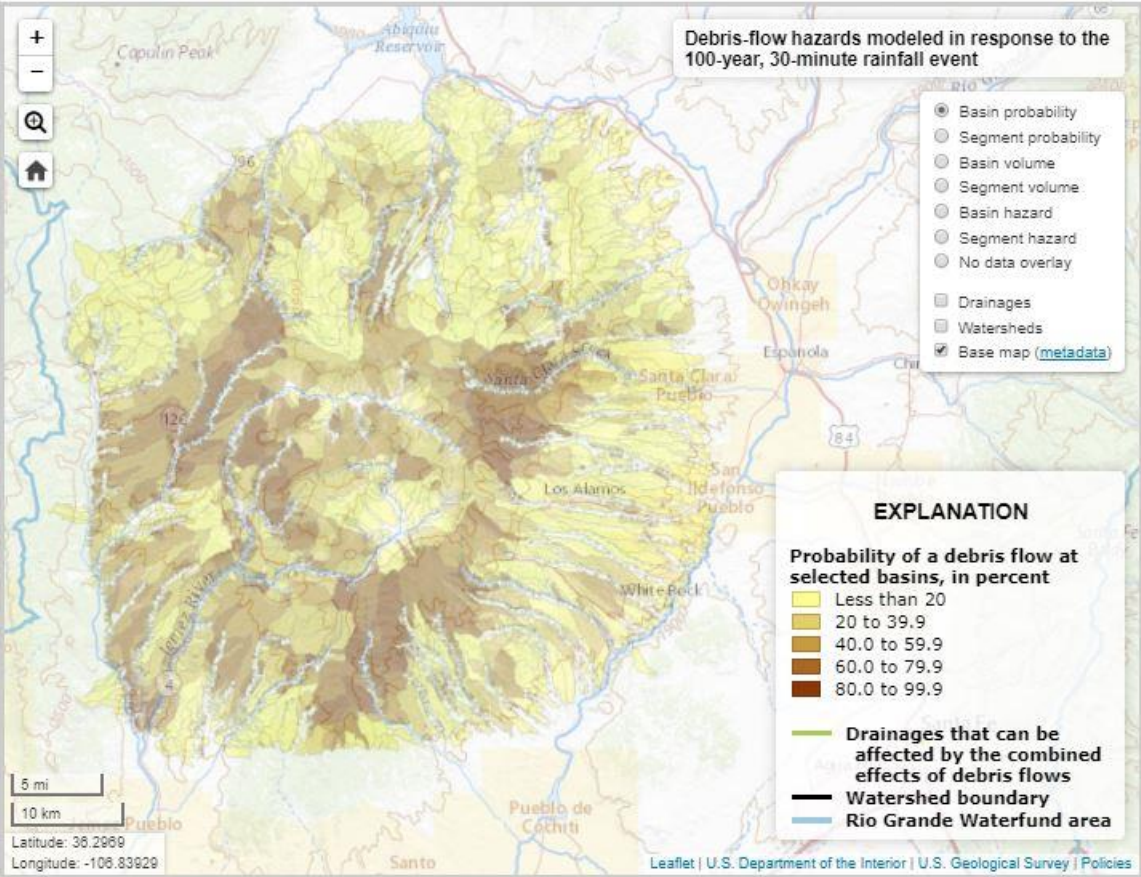 +
−
Capulin Peak
Abiquiu
Reservoir
Debris-flow hazards modeled in response to the
100-year, 30-minute rainfall event
Basin probability
Segment probability
Basin volume
Segment volume
Basin hazard
Segment hazard
No data overlay
Drainages
Watersheds
Base map (metadata)
96
Ohkay
Owingeh
Espanola
Santa Clara
Pueblo
126
84
San
Ildefonso
Pueblo
Los Alamos
White Rock
Jemez River
EXPLANATION
Probability of a debris flow at
selected basins, in percent
Less than 20
20 to 39.9
40.0 to 59.9
60.0 to 79.9
80.0 to 99.9
Drainages that can be
affected by the combined
effects of debris flows
Watershed boundary
Rio Grande Waterfund area
5 mi
10 km
Pueblo
Pueblo de
Cochiti
Santo
Latitude: 36.2969
Longitude: -106.83929
Leaflet | U.S. Department of the Interior | U.S. Geological Survey | Policies